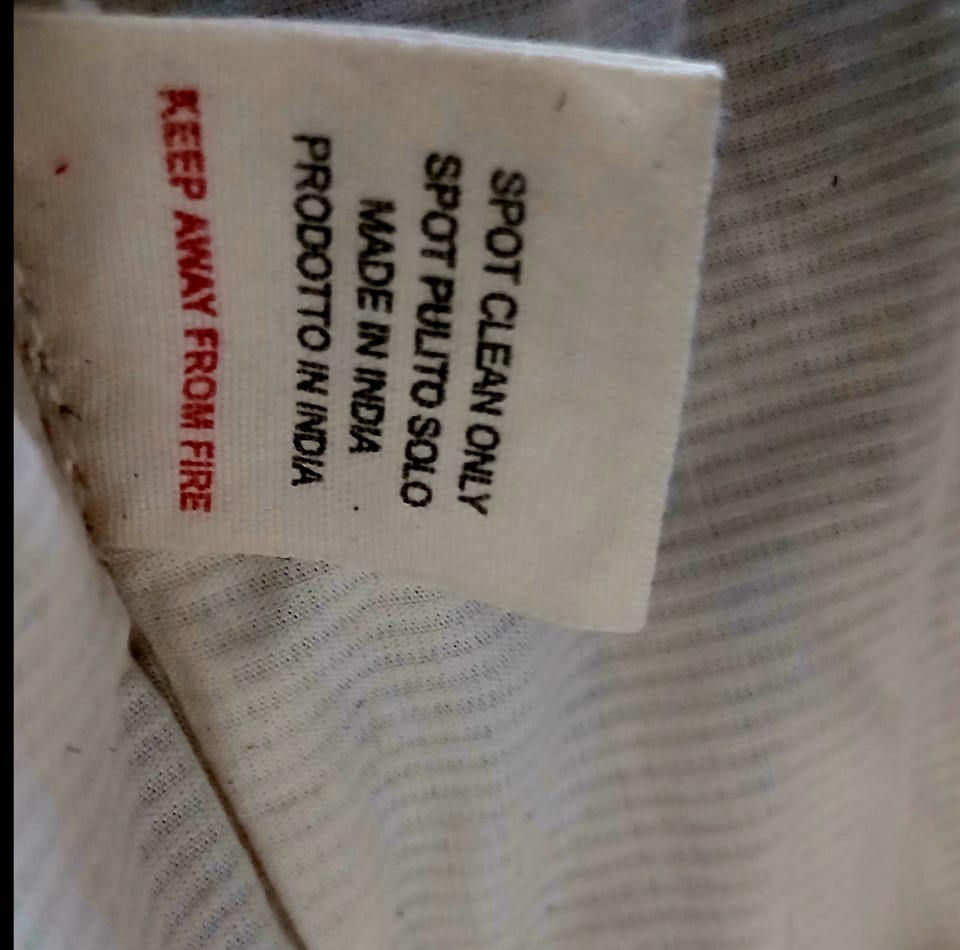 SPOT CLEAN ONLY
SPOT PULITO SOLO
MADE IN INDIA
PRODOTTO IN INDIA
KEEP AWAY FROM FIRE